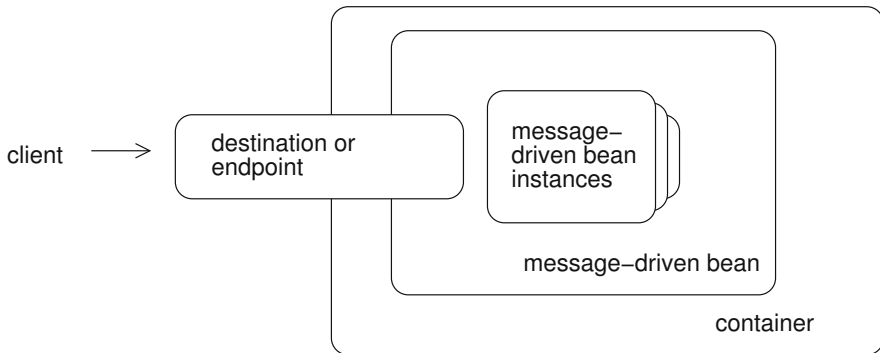 client
destination or
endpoint
message−
driven bean
instances
message−driven bean
container